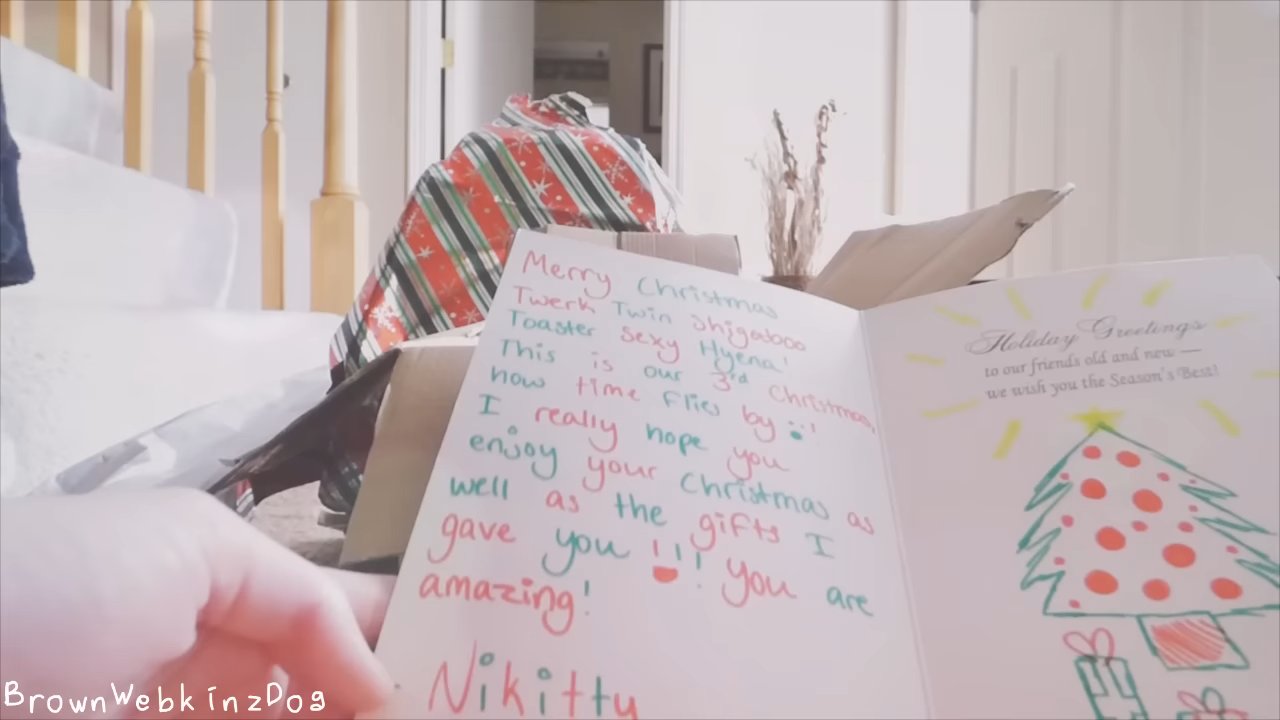 Merry Christmas
Twerk Twin Shigaboo
Toaster Sexy Hyena!
This is our 3rd Christmas,
how time flies by !
I really hope you
enjoy your Christmas as
well as the gifts I
gave you !!! You are
amazing!
Nikitty
Holiday Greetings
to our friends old and new —
we wish you the Season's Best!
BrownWebkinzDog